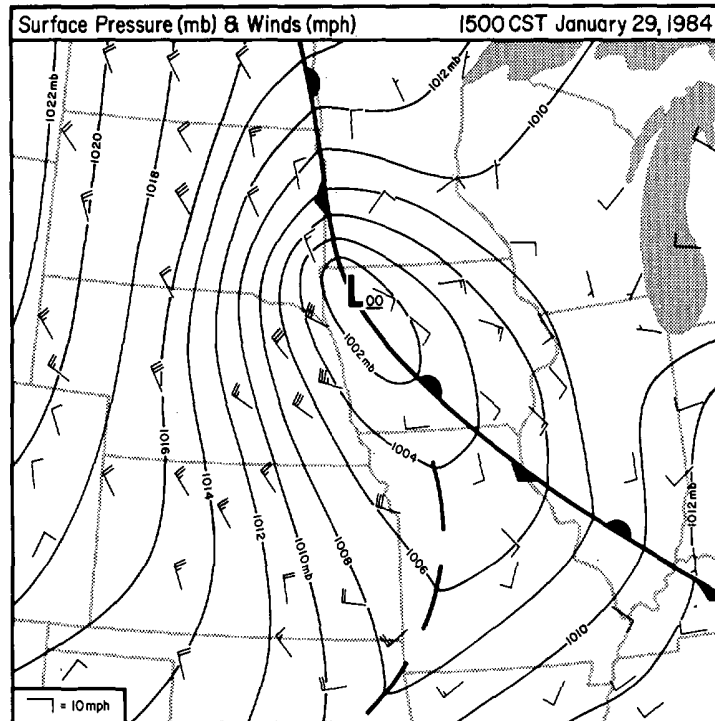 Surface Pressure (mb) & Winds (mph) 1500 CST January 29, 1984
1022mb
1020
1018
1012mb
1010
L00
1002mb
1016
1014
1004
1012
1010mb
1008
1006
1012mb
1010
= 10mph